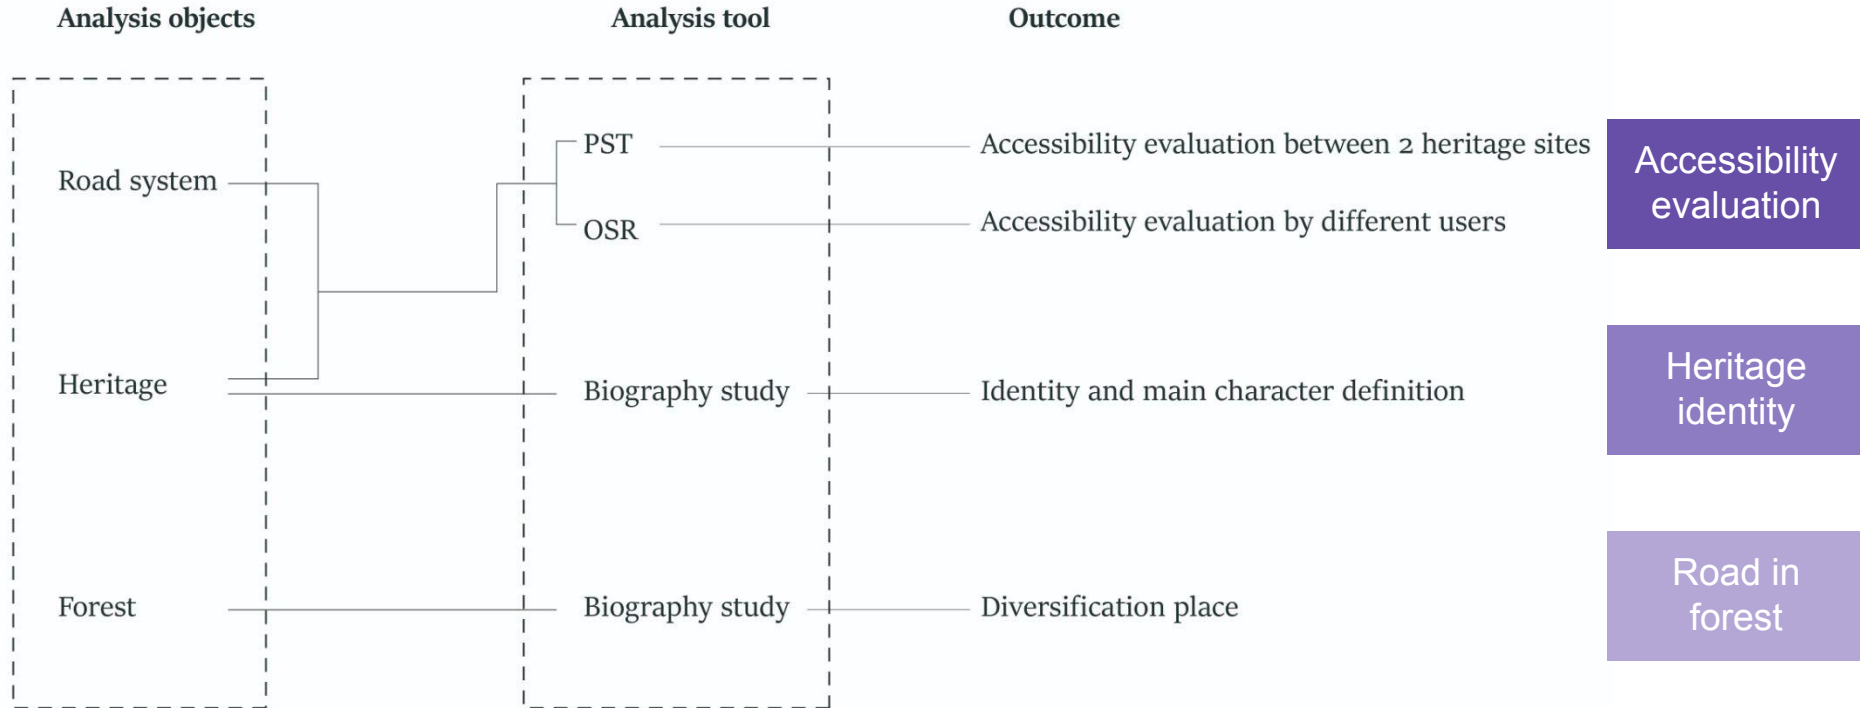 Analysis objects
Analysis tool
Outcome
Road system
PST
Accessibility evaluation between 2 heritage sites
OSR
Accessibility evaluation by different users
Accessibility
evaluation
Heritage
Biography study
Identity and main character definition
Heritage
identity
Forest
Biography study
Diversification place
Road in
forest